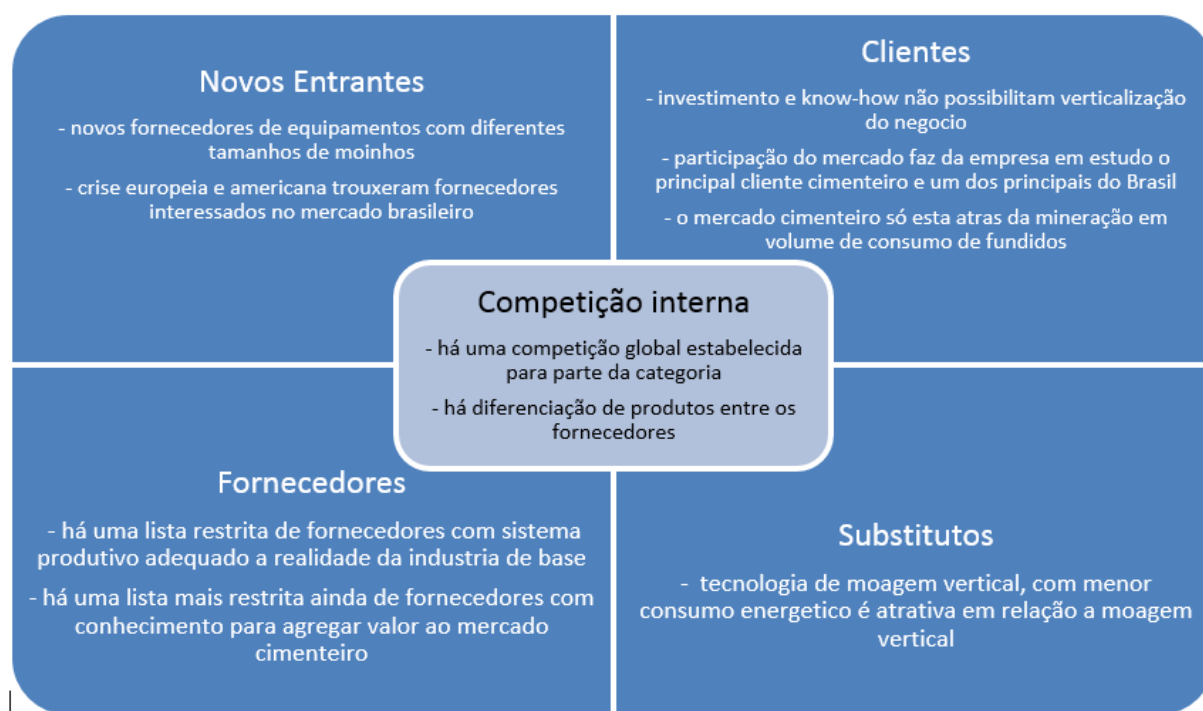 Novos Entrantes
- novos fornecedores de equipamentos com diferentes
tamanhos de moinhos
- crise europeia e americana trouxeram fornecedores
interessados no mercado brasileiro
Clientes
- investimento e know-how não possibilitam verticalização
do negocio
- participação do mercado faz da empresa em estudo o
principal cliente cimenteiro e um dos principais do Brasil
- o mercado cimenteiro só esta atras da mineração em
volume de consumo de fundidos
Competição interna
- há uma competição global estabelecida
para parte da categoria
- há diferenciação de produtos entre os
fornecedores
Fornecedores
- há uma lista restrita de fornecedores com sistema
produtivo adequado a realidade da industria de base
- há uma lista mais restrita ainda de fornecedores com
conhecimento para agregar valor ao mercado
cimenteiro
Substitutos
- tecnologia de moagem vertical, com menor
consumo energetico é atrativa em relação a moagem
vertical